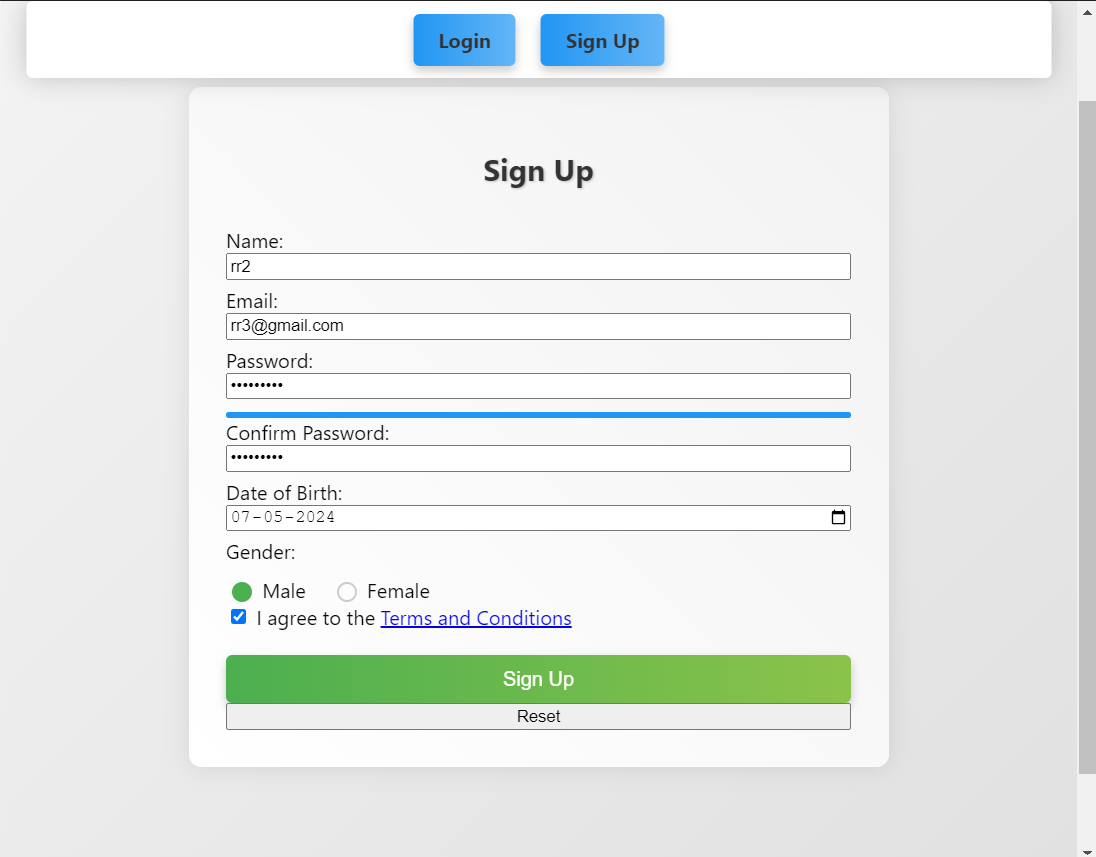 Login Sign Up
Sign Up
Name:
rr2
Email:
rr3@gmail.com
Password:
•••••••••
Confirm Password:
•••••••••
Date of Birth:
07-05-2024
Gender:
Male Female
I agree to the Terms and Conditions
Sign Up
Reset